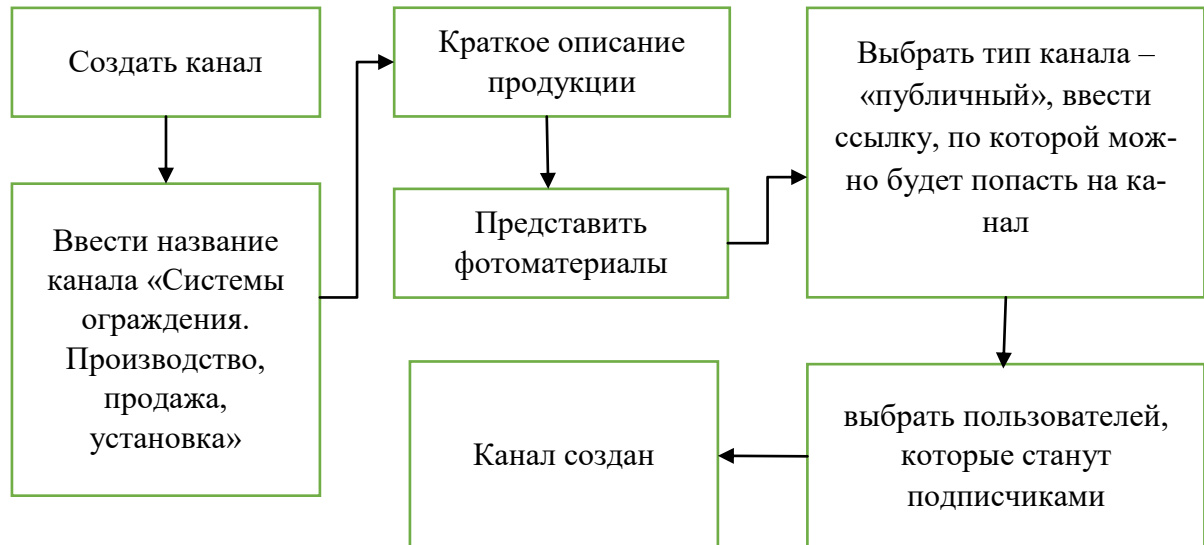 Создать канал
Ввести название
канала «Системы
ограждения.
Производство,
продажа,
установка»
Краткое описание
продукции
Представить
фотоматериалы
Выбрать тип канала –
«публичный», ввести
ссылку, по которой мож-
но будет попасть на ка-
нал
выбрать пользователей,
которые станут
подписчиками
Канал создан